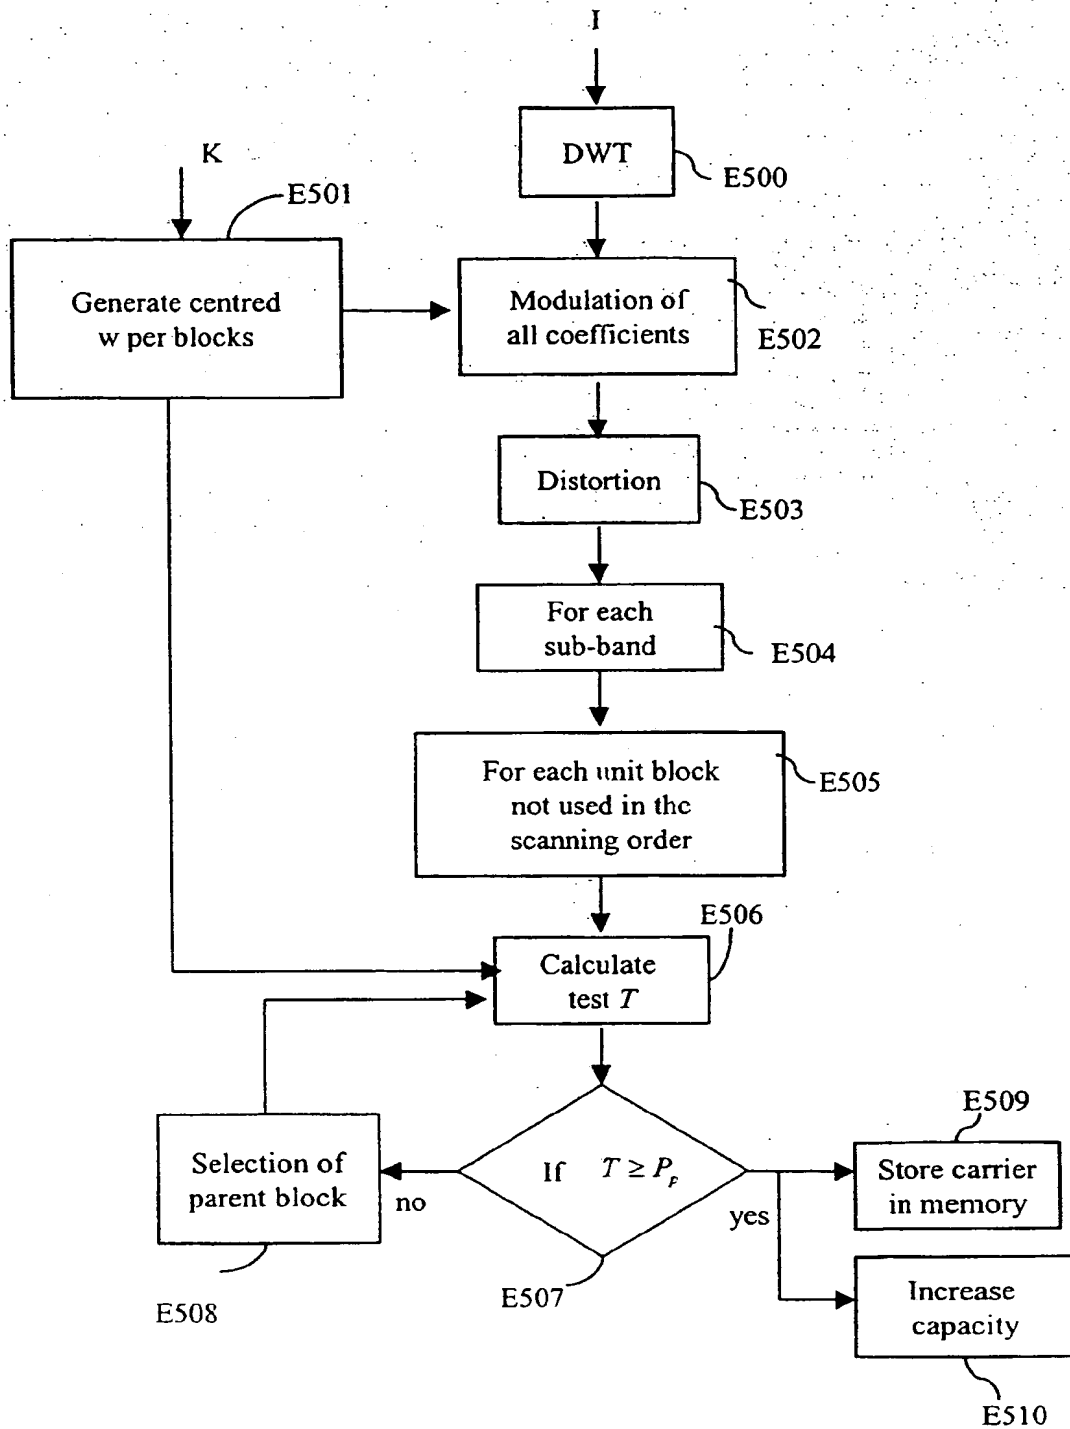 I
DWT
E500
K
E501
Generate centred
w per blocks
Modulation of
all coefficients
E502
Distortion
E503
For each
sub-band
E504
For each unit block
not used in the
scanning order
E505
E506
Calculate
test T
Selection of
parent block
E508
no
If T ≥ P_p
E507
yes
E509
Store carrier
in memory
Increase
capacity
E510